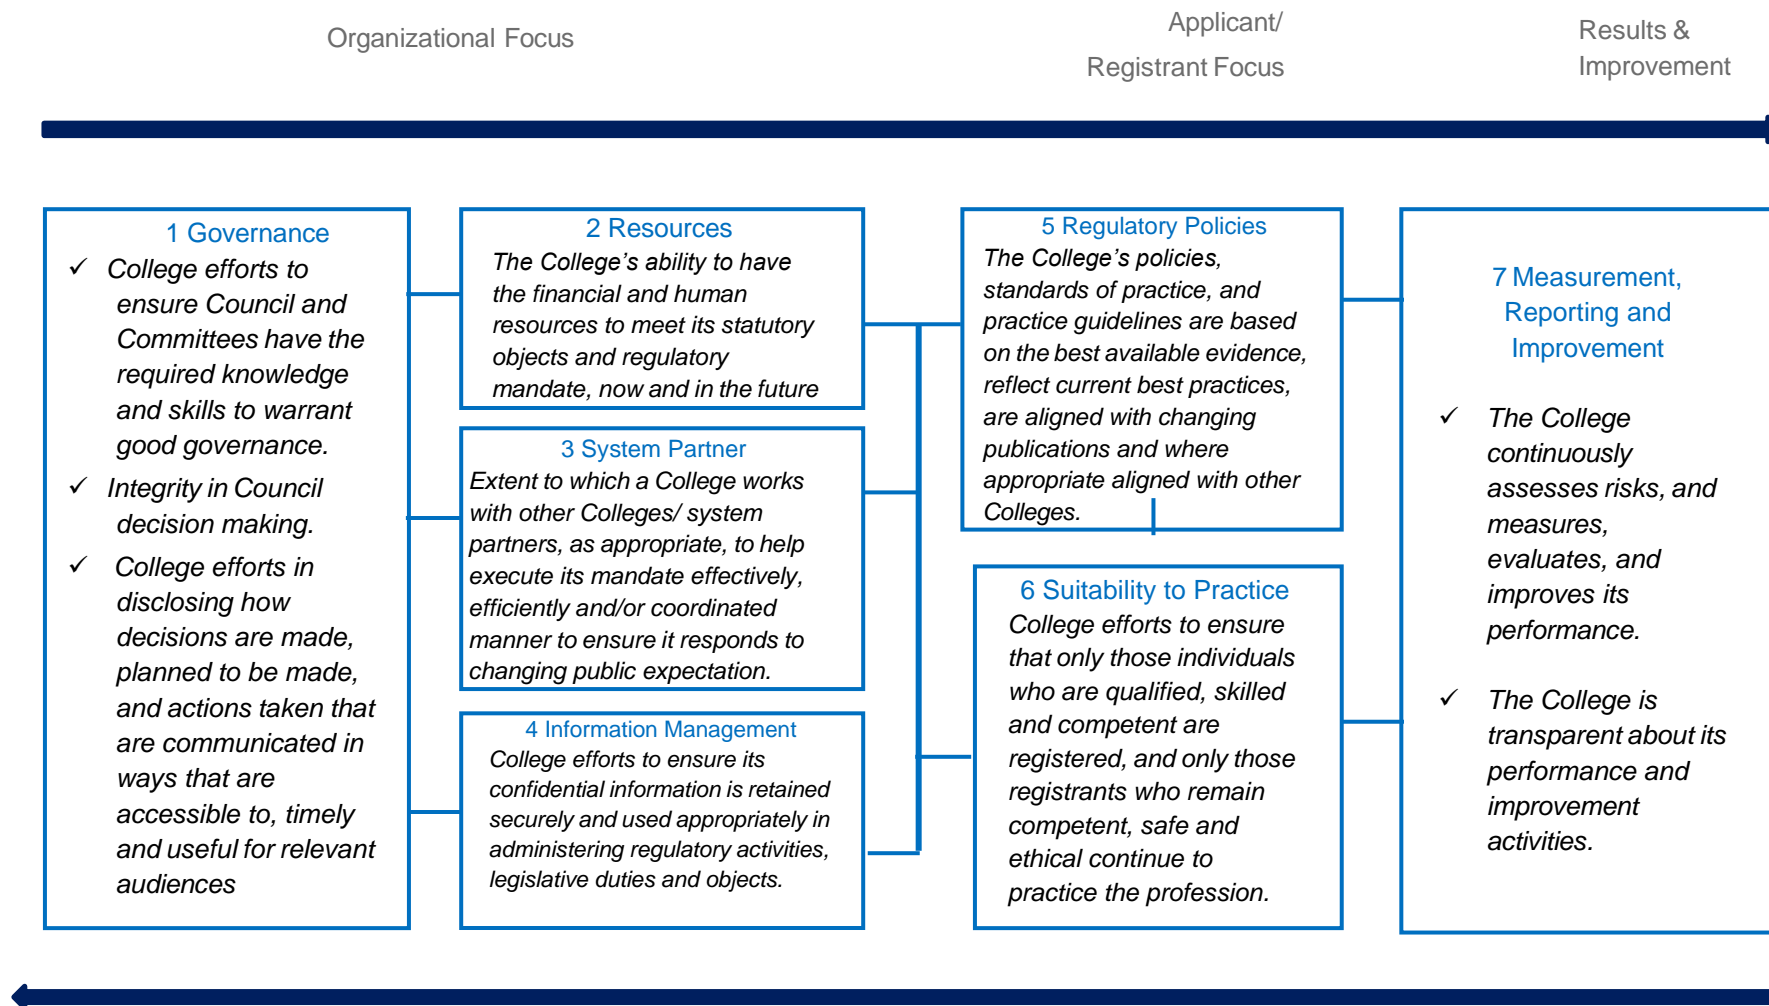 Organizational Focus
Applicant/
Registrant Focus
Results &
Improvement
1 Governance
✓ College efforts to
ensure Council and
Committees have the
required knowledge
and skills to warrant
good governance.
✓ Integrity in Council
decision making.
✓ College efforts in
disclosing how
decisions are made,
planned to be made,
and actions taken that
are communicated in
ways that are
accessible to, timely
and useful for relevant
audiences
2 Resources
The College's ability to have
the financial and human
resources to meet its statutory
objects and regulatory
mandate, now and in the future
3 System Partner
Extent to which a College works
with other Colleges/ system
partners, as appropriate, to help
execute its mandate effectively,
efficiently and/or coordinated
manner to ensure it responds to
changing public expectation.
4 Information Management
College efforts to ensure its
confidential information is retained
securely and used appropriately in
administering regulatory activities,
legislative duties and objects.
5 Regulatory Policies
The College's policies,
standards of practice, and
practice guidelines are based
on the best available evidence,
reflect current best practices,
are aligned with changing
publications and where
appropriate aligned with other
Colleges.
6 Suitability to Practice
College efforts to ensure
that only those individuals
who are qualified, skilled
and competent are
registered, and only those
registrants who remain
competent, safe and
ethical continue to
practice the profession.
7 Measurement,
Reporting and
Improvement
✓ The College
continuously
assesses risks, and
measures,
evaluates, and
improves its
performance.
✓ The College is
transparent about its
performance and
improvement
activities.